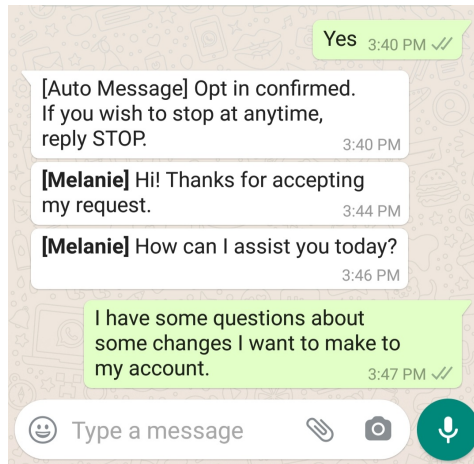 Yes 3:40 PM
[Auto Message] Opt in confirmed.
If you wish to stop at anytime,
reply STOP. 3:40 PM
[Melanie] Hi! Thanks for accepting
my request. 3:44 PM
[Melanie] How can I assist you today?
3:46 PM
I have some questions about
some changes I want to make to
my account. 3:47 PM
Type a message